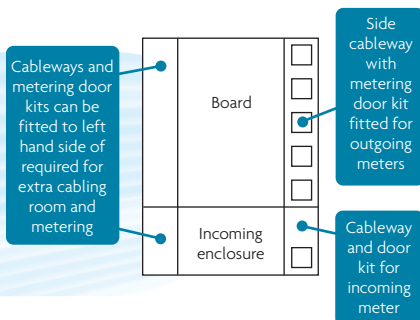 Cableways and
metering door
kits can be
fitted to left
hand side of
required for
extra cabling
room and
metering
Board
Incoming
enclosure
Side
cableway
with
metering
door kit
fitted for
outgoing
meters
Cableway
and door
kit for
incoming
meter